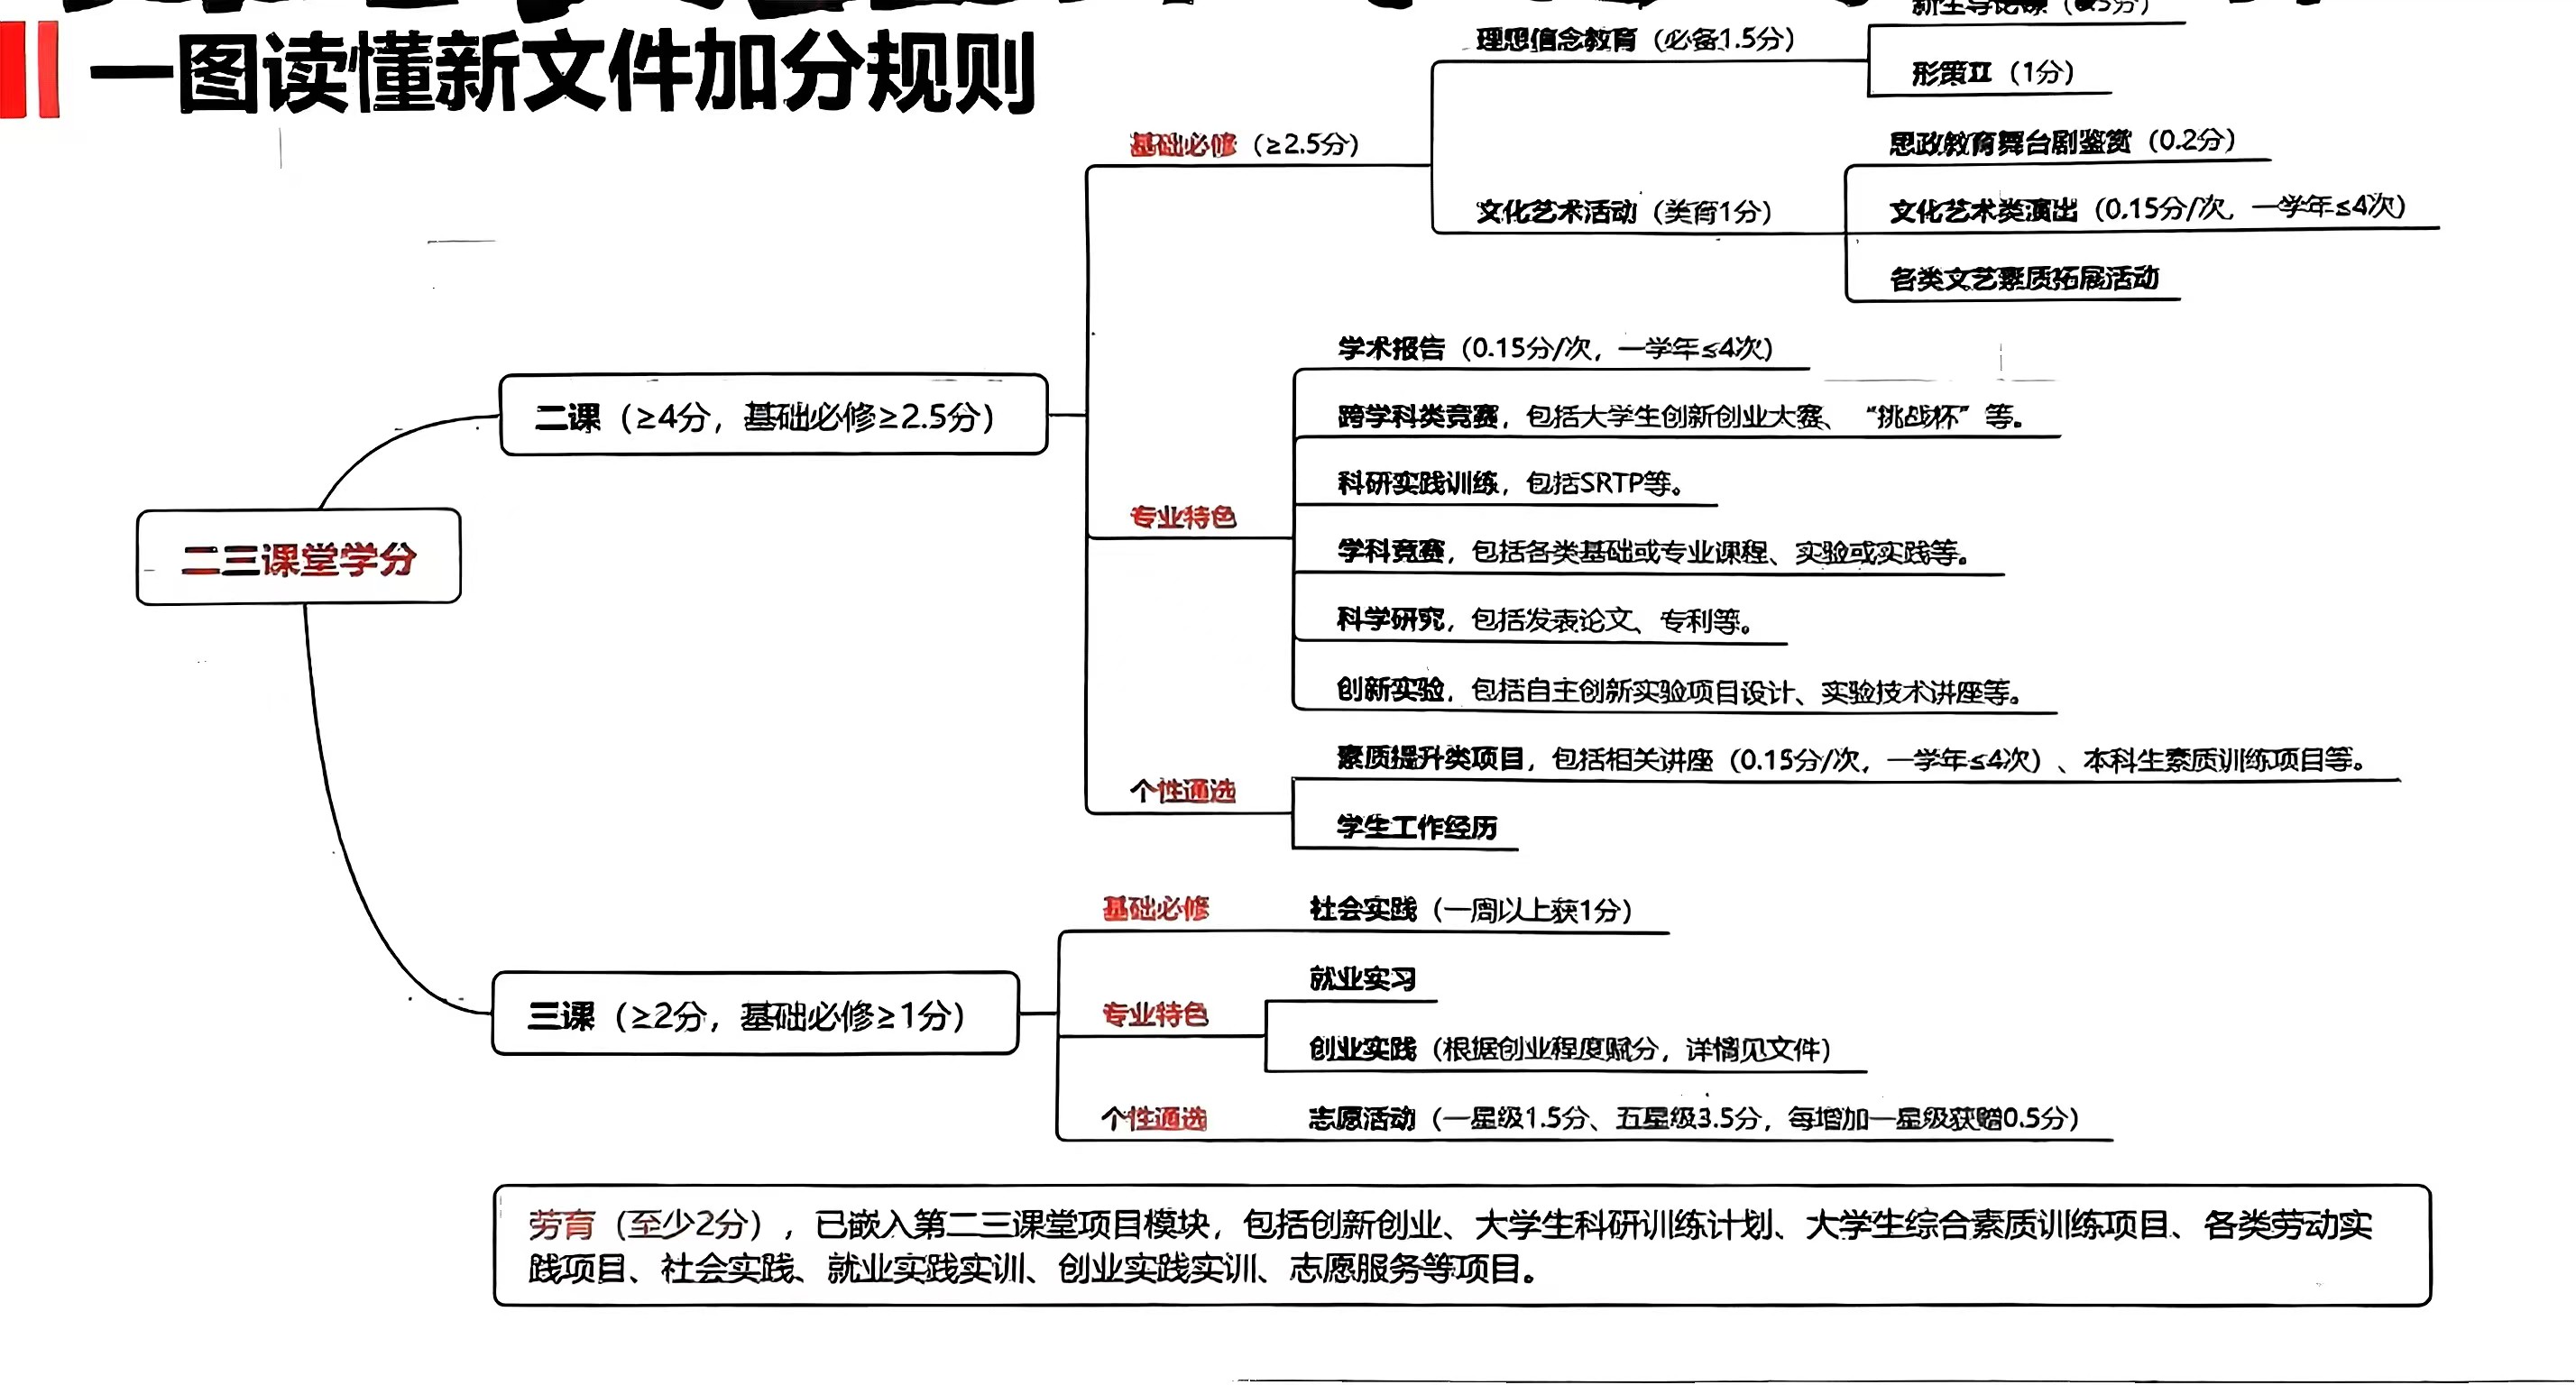 一图读懂新文件加分规则
理想信念教育（必备1.5分）
形策II（1分）
基础必修（≥2.5分）
思政教育舞台剧鉴赏（0.2分）
文化艺术活动（美育1分）
文化艺术类演出（0.15分/次，一学年≤4次）
各类文艺素质拓展活动
二课（≥4分，基础必修≥2.5分）
学术报告（0.15分/次，一学年≤4次）
跨学科类竞赛，包括大学生创新创业大赛、“挑战杯”等。
科研实践训练，包括SRTP等。
专业特色
学科竞赛，包括各类基础或专业课程、实验或实践等。
科学研究，包括发表论文、专利等。
创新实验，包括自主创新实验项目设计、实验技术讲座等。
素质提升类项目，包括相关讲座（0.15分/次，一学年≤4次）、本科生素质训练项目等。
个性通选
学生工作经历
二三课堂学分
基础必修
社会实践（一周以上获1分）
就业实习
三课（≥2分，基础必修≥1分）
专业特色
创业实践（根据创业程度赋分，详情见文件）
个性通选
志愿活动（一星级1.5分、五星级3.5分，每增加一星级获赠0.5分）
劳育（至少2分），已嵌入第二三课堂项目模块，包括创新创业、大学生科研训练计划、大学生综合素质训练项目、各类劳动实
践项目、社会实践、就业实践实训、创业实践实训、志愿服务等项目。